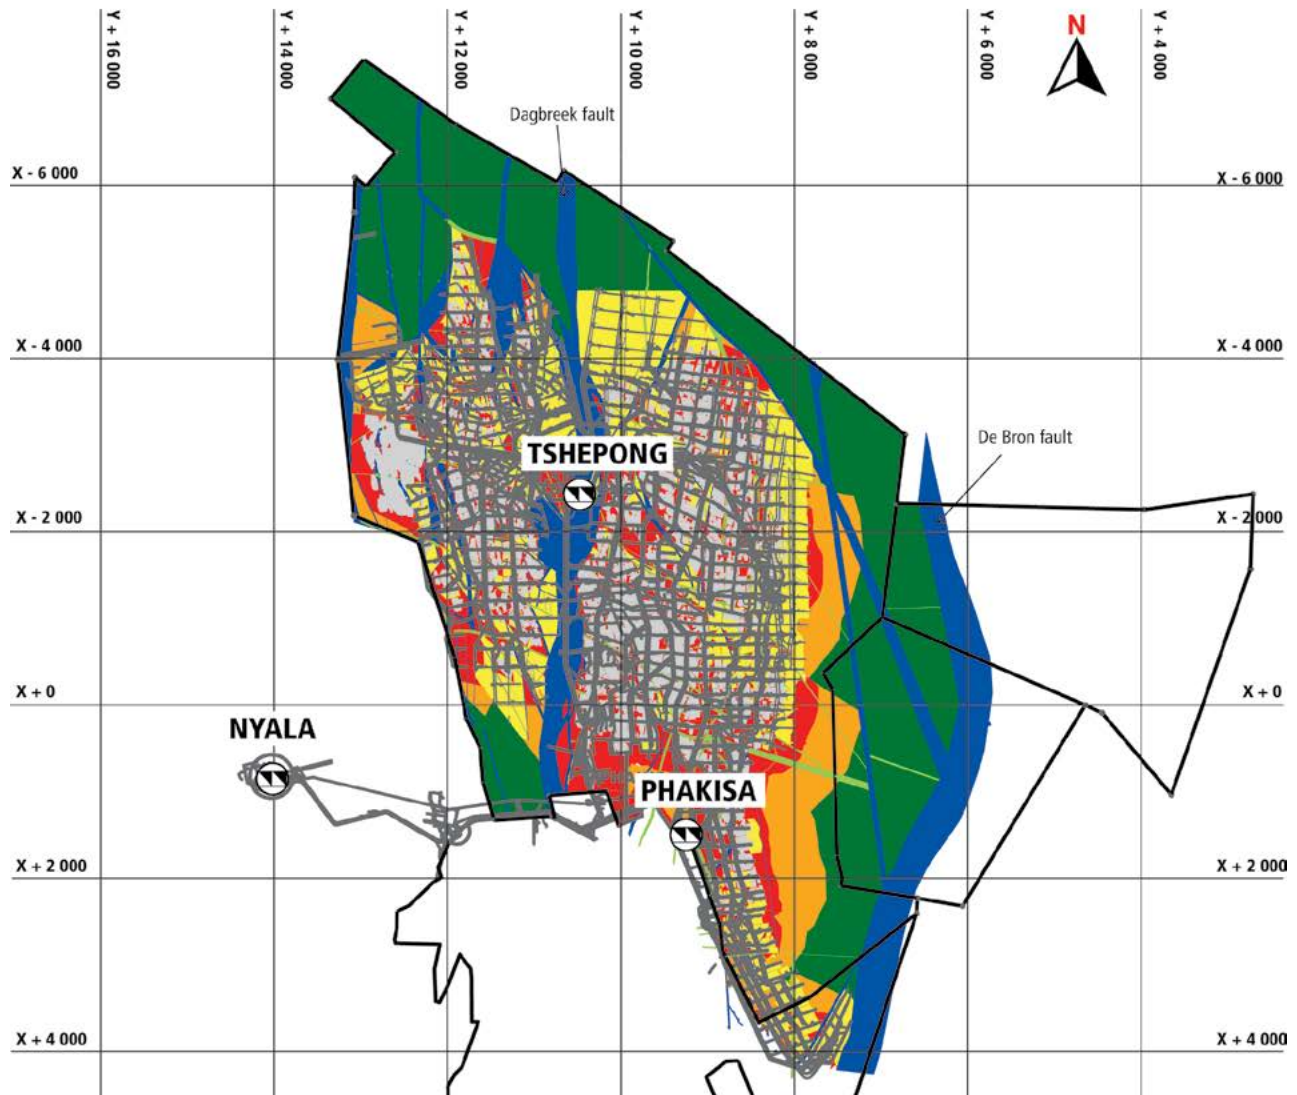 Y + 16 000
Y + 14 000
Y + 12 000
Y + 10 000
Y + 8 000
Y + 6 000
Y + 4 000
N
Dagbreek fault
X - 6 000
X - 6 000
X - 4 000
X - 4 000
De Bron fault
TSHEPONG
X - 2 000
X - 2 000
X + 0
X + 0
NYALA
PHAKISA
X + 2 000
X + 2 000
X + 4 000
X + 4 000